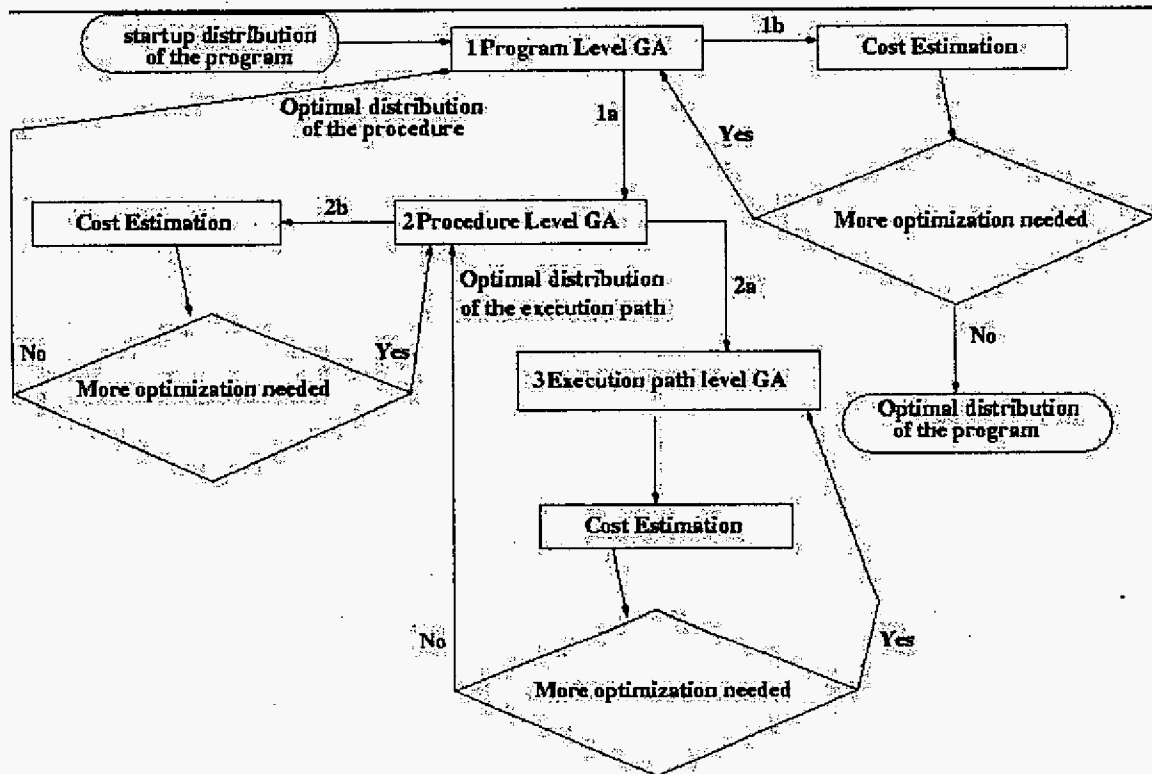 startup distribution
of the program
1 Program Level GA
1b
Cost Estimation
Optimal distribution
of the procedure
1a
Yes
Cost Estimation
2b
2 Procedure Level GA
More optimization needed
Optimal distribution
of the execution path
2a
No
Yes
No
More optimization needed
3 Execution path level GA
Optimal distribution
of the program
Cost Estimation
No
Yes
More optimization needed